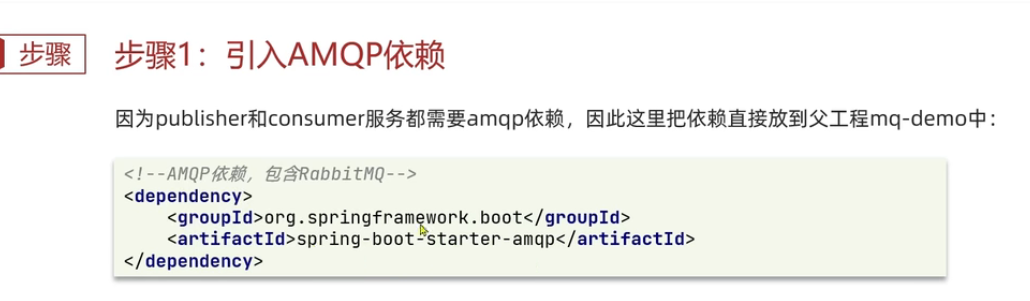 步骤
步骤1：引入AMQP依赖
因为publisher和consumer服务都需要amqp依赖，因此这里把依赖直接放到父工程mq-demo中：
<!--AMQP依赖，包含RabbitMQ-->
<dependency>
    <groupId>org.springframework.boot</groupId>
    <artifactId>spring-boot-starter-amqp</artifactId>
</dependency>